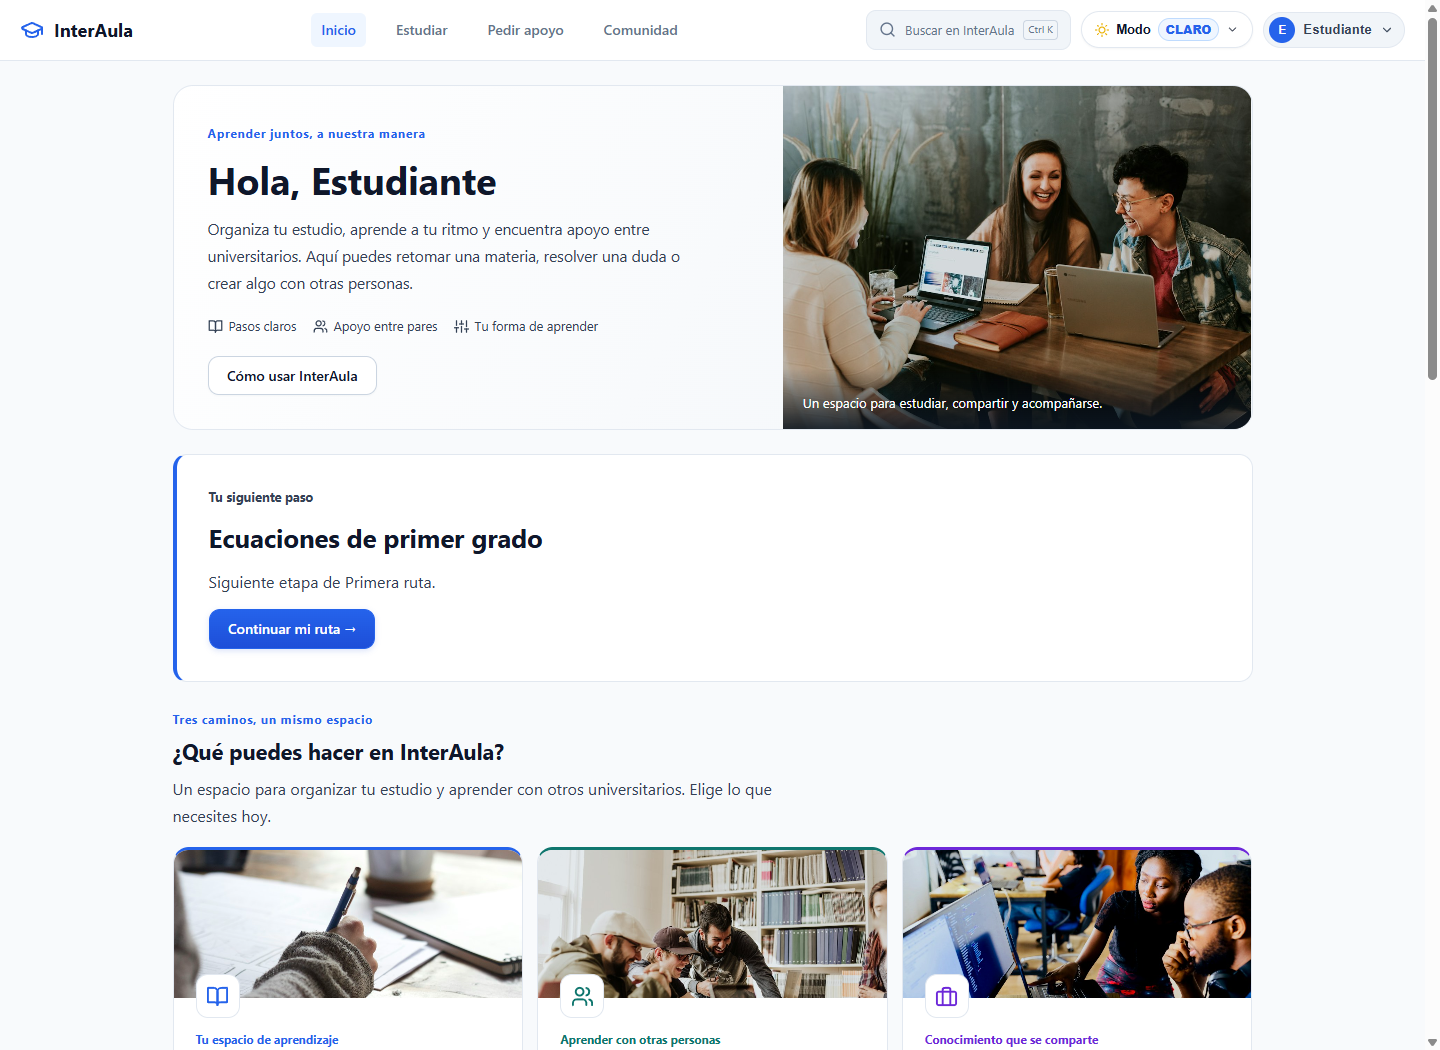 InterAula
Inicio
Estudiar
Pedir apoyo
Comunidad
Buscar en InterAula
Ctrl K
Modo
CLARO
E
Estudiante
Aprender juntos, a nuestra manera
Hola, Estudiante
Organiza tu estudio, aprende a tu ritmo y encuentra apoyo entre
universitarios. Aquí puedes retomar una materia, resolver una duda o
crear algo con otras personas.
Pasos claros
Apoyo entre pares
Tu forma de aprender
Cómo usar InterAula
Un espacio para estudiar, compartir y acompañarse.
Tu siguiente paso
Ecuaciones de primer grado
Siguiente etapa de Primera ruta.
Continuar mi ruta →
Tres caminos, un mismo espacio
¿Qué puedes hacer en InterAula?
Un espacio para organizar tu estudio y aprender con otros universitarios. Elige lo que
necesites hoy.
Tu espacio de aprendizaje
Aprender con otras personas
Conocimiento que se comparte